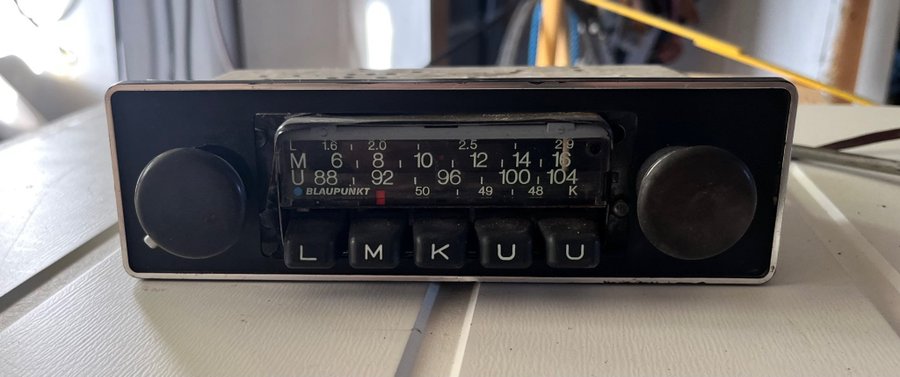 L 1.6 2.0 2.5 2.9
M 6 8 10 12 14 16
U 88 92 96 100 104
BLAUPUNKT 50 49 48 K
L M K U U